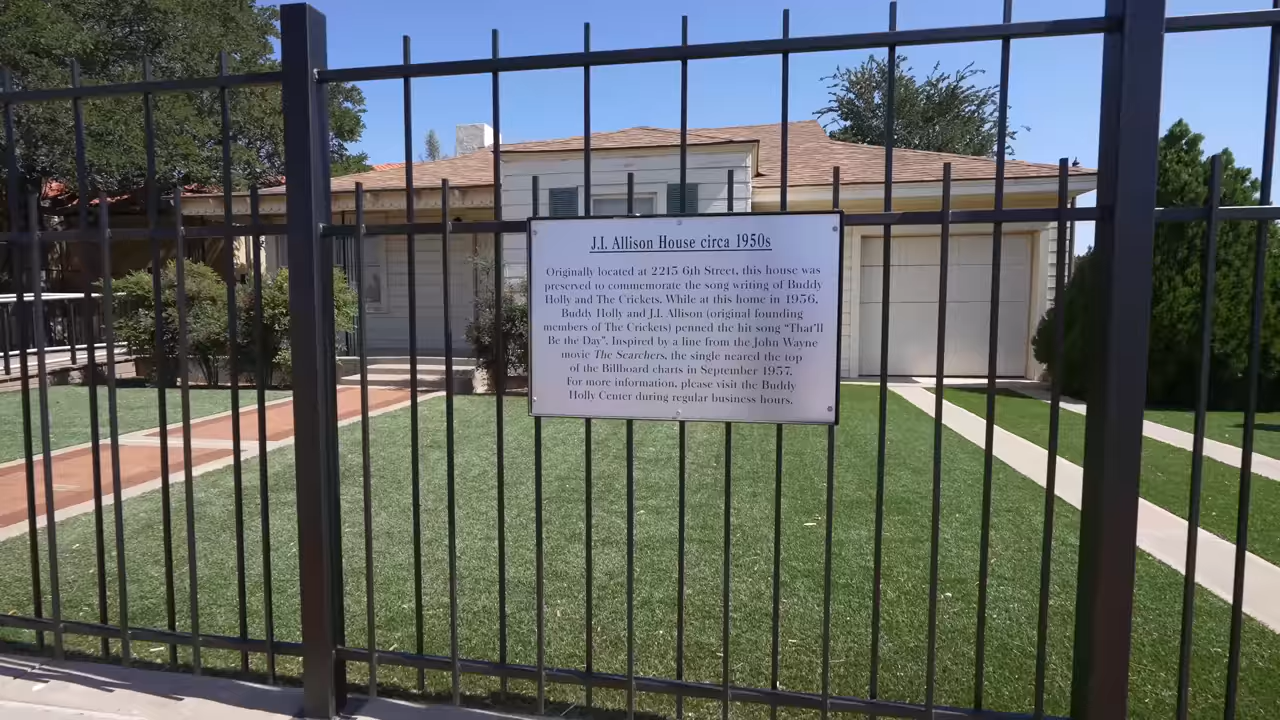 J.I. Allison House circa 1950s
Originally located at 2215 6th Street, this house was
preserved to commemorate the song writing of Buddy
Holly and The Crickets. While at this home in 1956,
Buddy Holly and J.I. Allison (original founding
members of The Crickets) penned the hit song “That'll
Be the Day”. Inspired by a line from the John Wayne
movie The Searchers, the single neared the top
of the Billboard charts in September 1957.
For more information, please visit the Buddy
Holly Center during regular business hours.